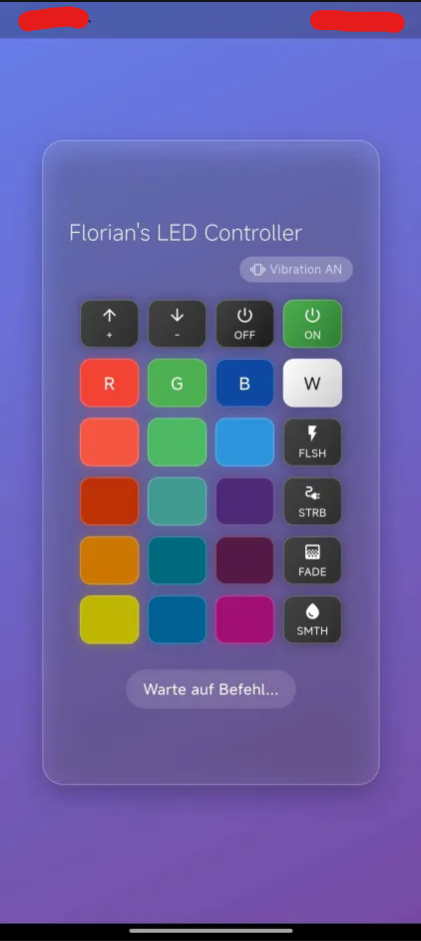 Florian's LED Controller
Vibration AN
+
-
OFF
ON
R
G
B
W
FLSH
STRB
FADE
SMTH
Warte auf Befehl...